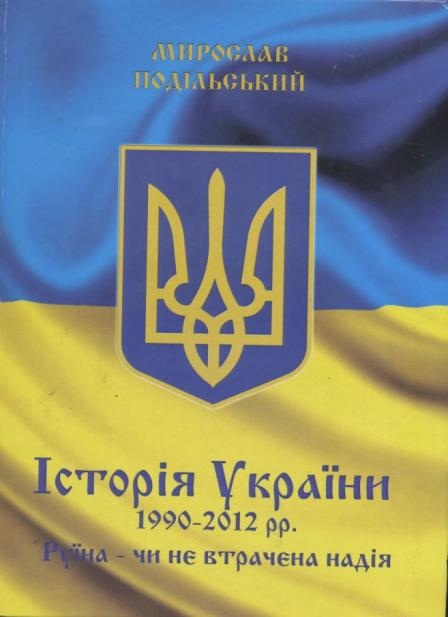 МИРОСЛАВ
ПОДІЛЬСЬКИЙ
Історія України
1990-2012 рр.
Руїна - чи не втрачена надія